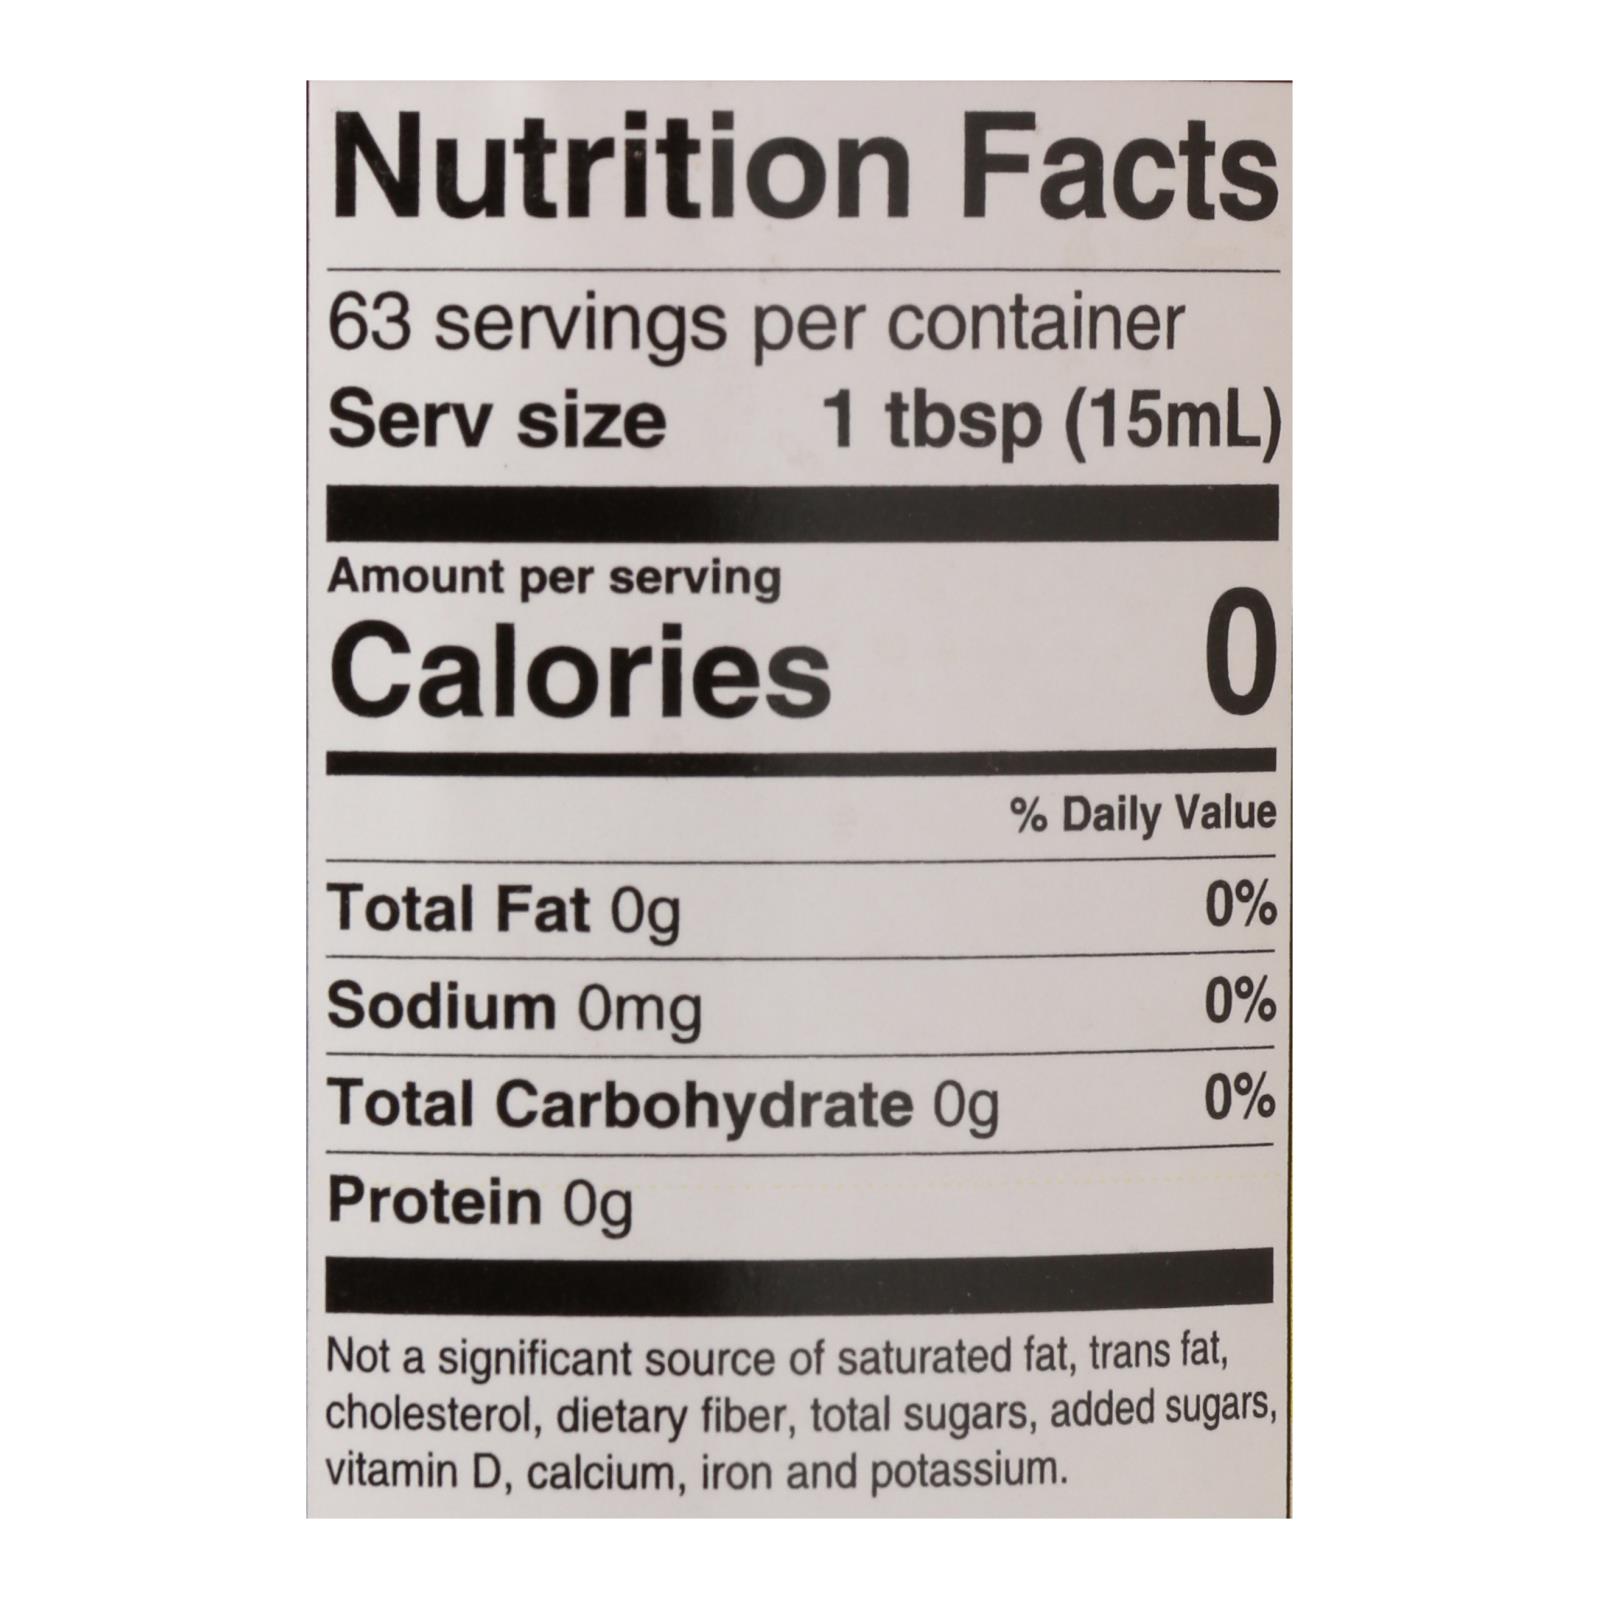 Nutrition Facts
63 servings per container
Serv size 1 tbsp (15mL)
Amount per serving
Calories 0
% Daily Value
Total Fat 0g 0%
Sodium 0mg 0%
Total Carbohydrate 0g 0%
Protein 0g
Not a significant source of saturated fat, trans fat,
cholesterol, dietary fiber, total sugars, added sugars,
vitamin D, calcium, iron and potassium.